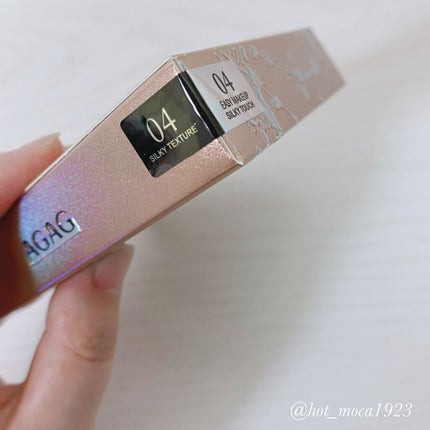 04
SILKY TEXTURE
04
EASY MAKEUP
SILKY TOUCH
AGAG
@hot_moca1923